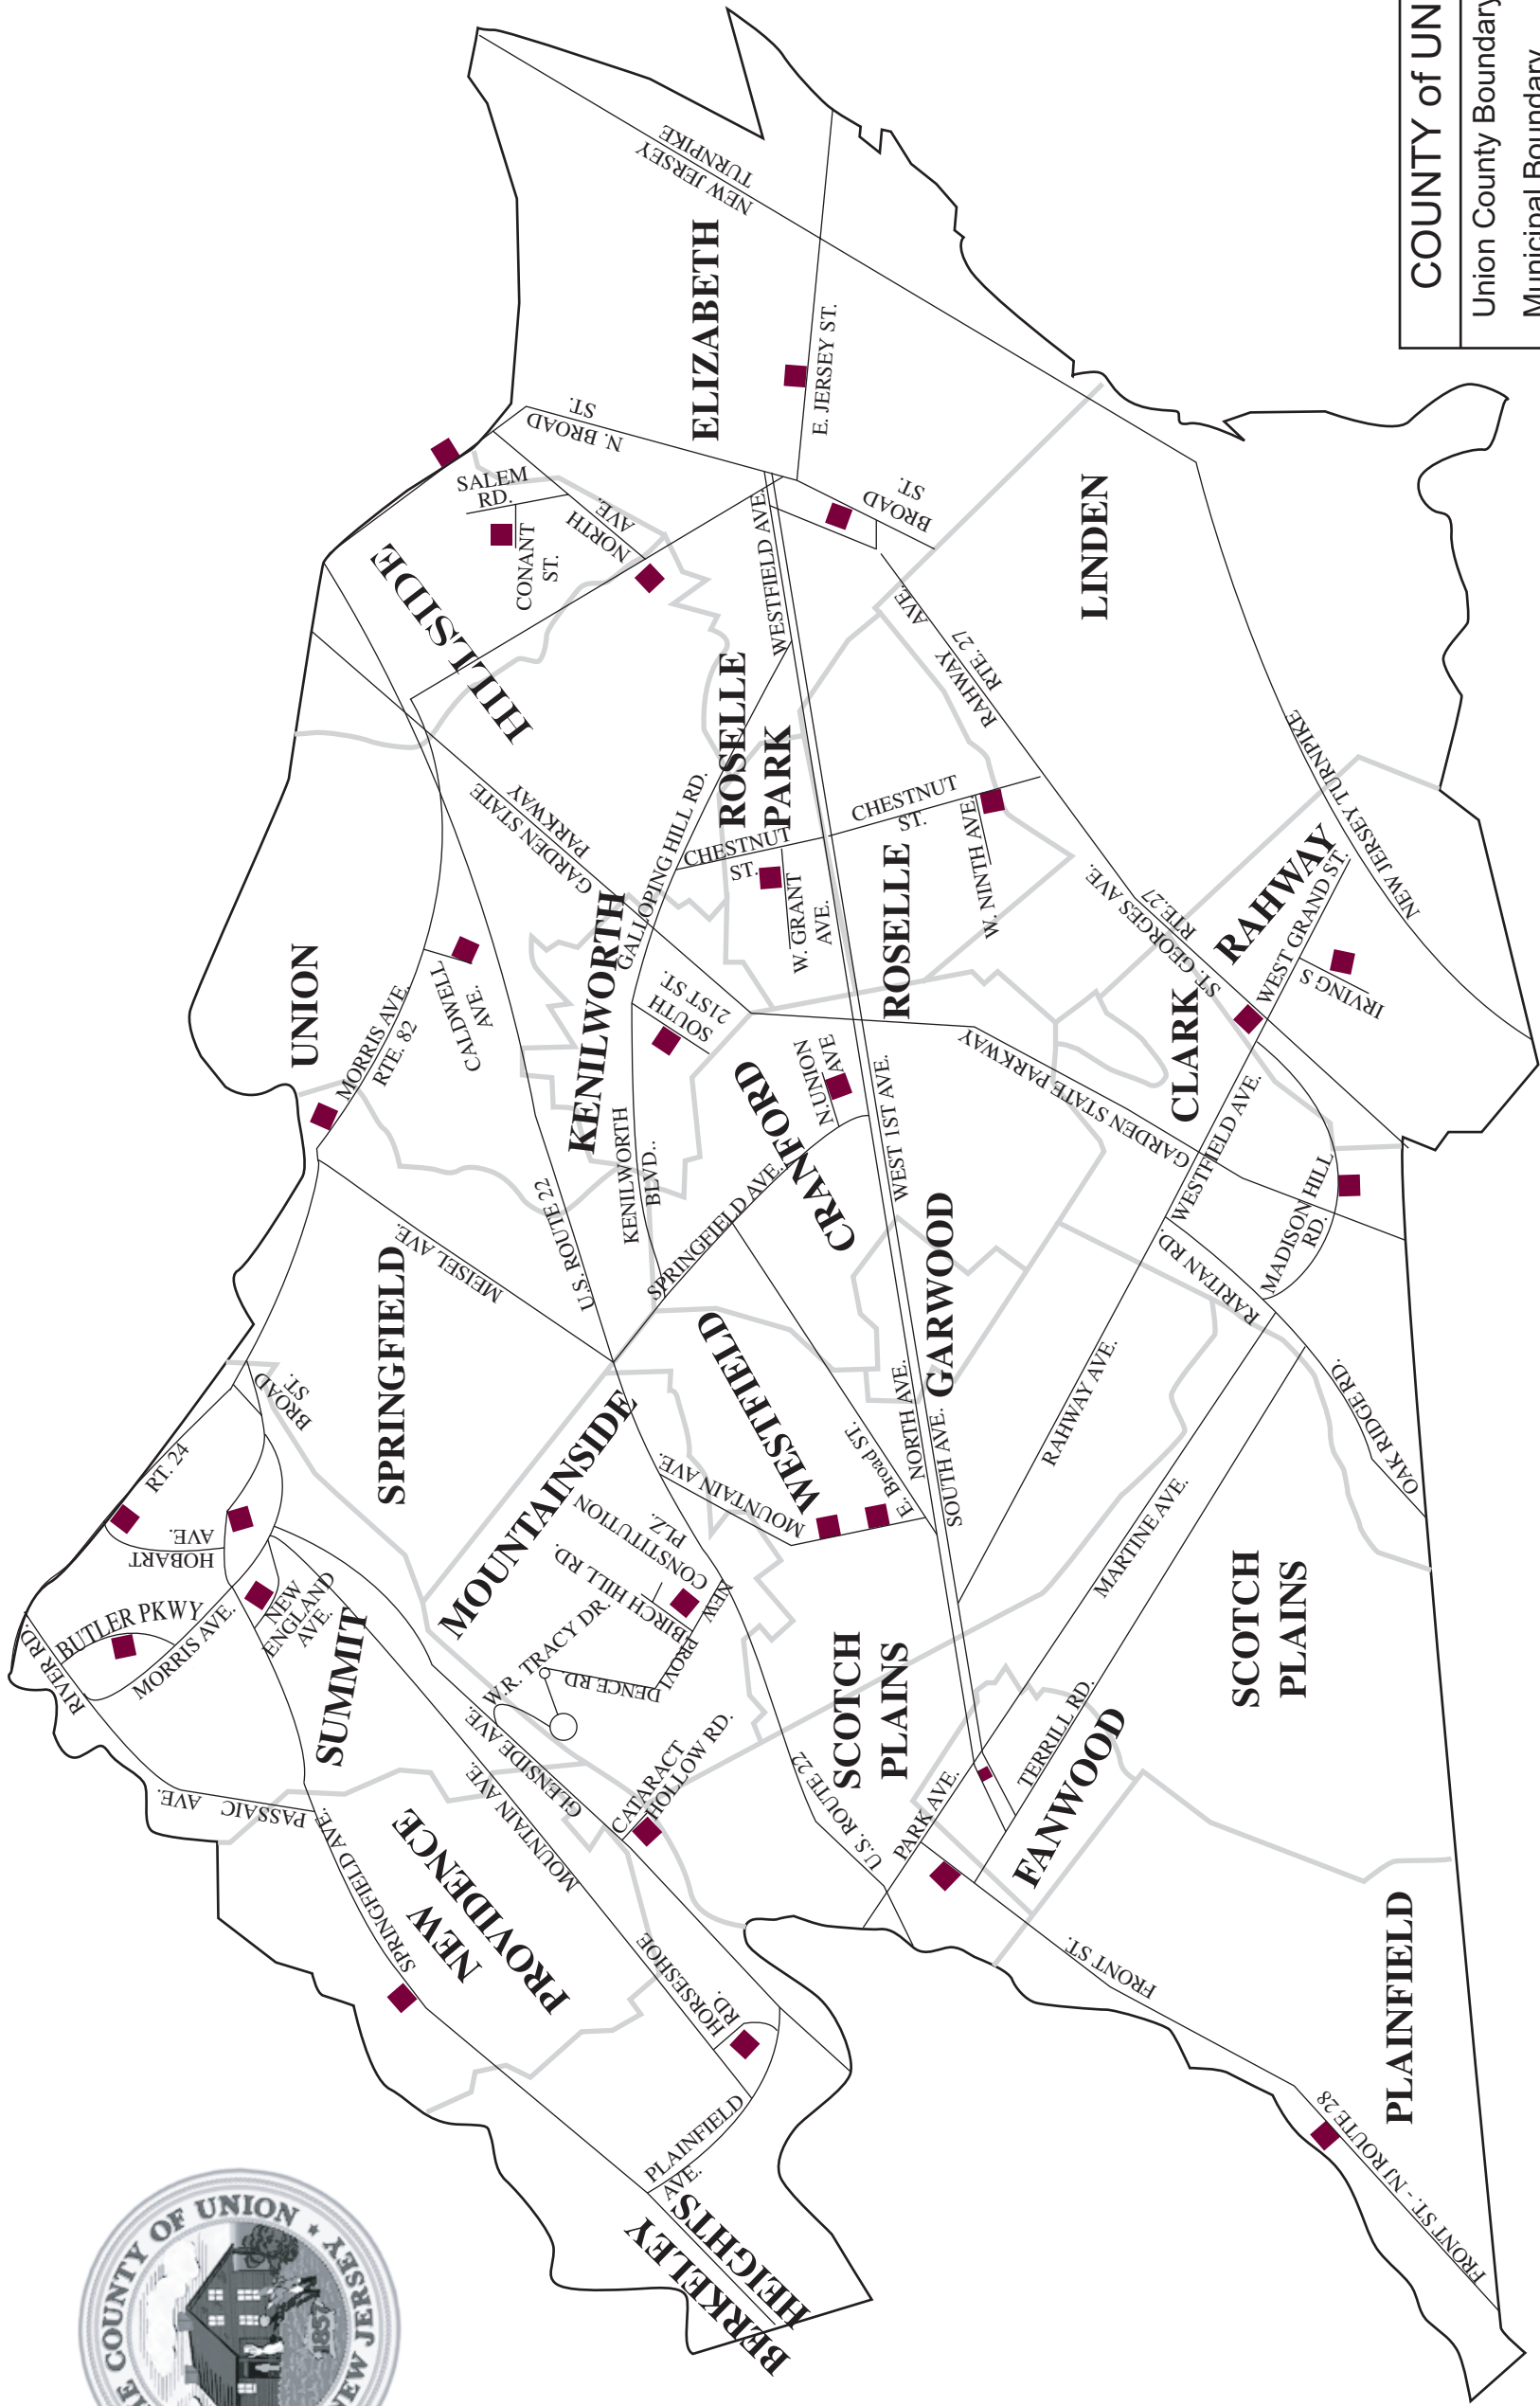 THE COUNTY OF UNION ★
NEW JERSEY
1857
COUNTY of UN
Union County Boundary
Municipal Boundary
BERKELEY
HEIGHTS
PLAINFIELD
AVE.
HORSESHOE
RD.
NEW
PROVIDENCE
SPRINGFIELD AVE.
PASSAIC AVE.
MOUNTAIN AVE.
GLENSIDE AVE.
CATARACT
HOLLOW RD.
W.R. TRACY DR.
SUMMIT
RIVER RD.
BUTLER PKWY
MORRIS AVE.
NEW
ENGLAND
AVE.
HOBART
AVE.
RT. 24
BROAD
ST.
SPRINGFIELD
MEISEL AVE.
MOUNTAINSIDE
CONSTITUTION
PLZ.
BIRCH HILL RD.
NEW
PROVI
DENCE RD
MOUNTAIN AVE.
U.S. ROUTE 22
UNION
MORRIS AVE.
RTE. 82
CALDWELL
AVE.
GARDEN STATE
PARKWAY
HILLSIDE
CONANT
ST.
SALEM
RD.
NORTH
AVE.
N. BROAD
ST.
ELIZABETH
NEW JERSEY
TURNPIKE
E. JERSEY ST.
BROAD
ST.
WESTFIELD AVE.
KENILWORTH
KENILWORTH
BLVD..
GALLOPING HILL RD.
SOUTH
21ST ST.
ROSELLE
PARK
CHESTNUT
ST.
W. GRANT
AVE.
ROSELLE
CHESTNUT
ST.
W. NINTH AVE.
CRANFORD
N.UNION
AVE
SPRINGFIELD AVE.
WEST 1ST AVE.
WESTFIELD
E. Broad ST.
NORTH AVE.
SOUTH AVE.
GARWOOD
SCOTCH
PLAINS
U.S. ROUTE 22
PARK AVE.
FANWOOD
TERRILL RD.
MARTINE AVE.
SCOTCH
PLAINS
RAHWAY AVE.
OAK RIDGE RD.
RARITAN RD.
WESTFIELD AVE.
MADISON HILL
RD.
GARDEN STATE PARKWAY
CLARK
RAHWAY
WEST GRAND ST.
IRVING S
ST. GEORGES AVE.
RTE.27
RAHWAY
AVE.
RTE. 27
LINDEN
NEW JERSEY TURNPIKE
NEW JERSEY TURNPIKE
PLAINFIELD
FRONT ST.
FRONT ST. - NJ ROUTE 28